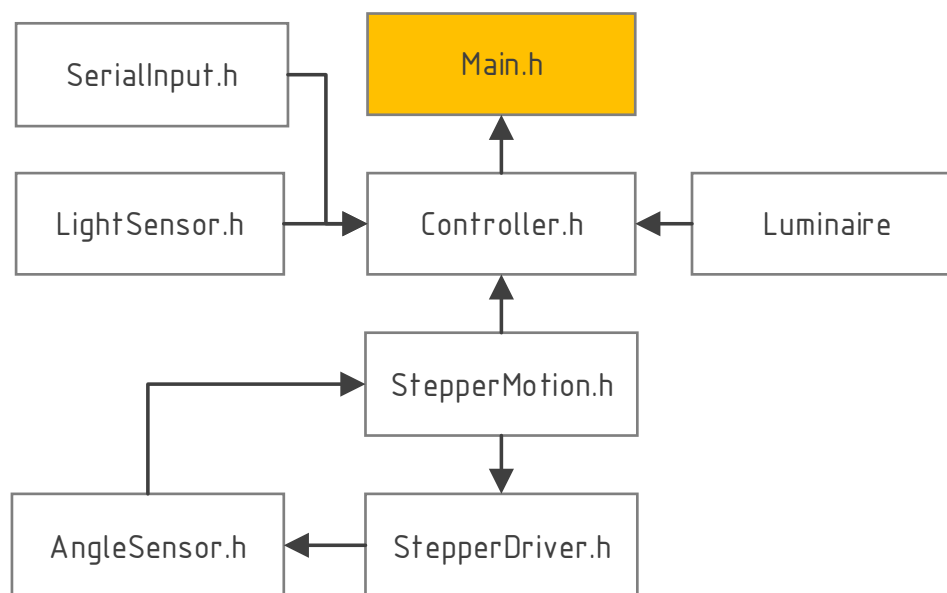 SerialInput.h
Main.h
LightSensor.h
Controller.h
Luminaire
StepperMotion.h
AngleSensor.h
StepperDriver.h